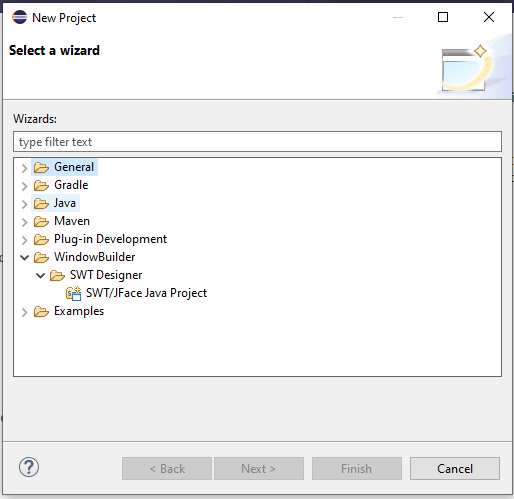 New Project
Select a wizard
Wizards:
type filter text
General
Gradle
Java
Maven
Plug-in Development
WindowBuilder
SWT Designer
SWT/JFace Java Project
Examples
< Back
Next >
Finish
Cancel